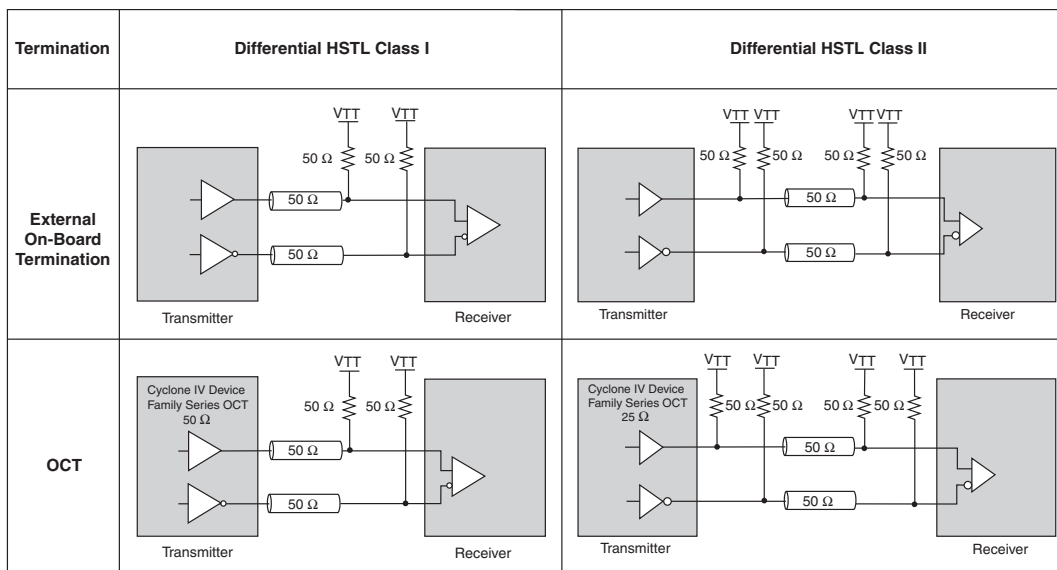 Termination
Differential HSTL Class I
Differential HSTL Class II
External
On-Board
Termination
VTT VTT
50 Ω 50 Ω
50 Ω
50 Ω
Transmitter
Receiver
VTT VTT VTT VTT
50 Ω 50 Ω 50 Ω 50 Ω
50 Ω
50 Ω
Transmitter
Receiver
OCT
Cyclone IV Device
Family Series OCT
50 Ω
VTT VTT
50 Ω 50 Ω
50 Ω
50 Ω
Transmitter
Receiver
Cyclone IV Device
Family Series OCT
25 Ω
VTT VTT VTT VTT
50 Ω 50 Ω 50 Ω 50 Ω
50 Ω
50 Ω
Transmitter
Receiver